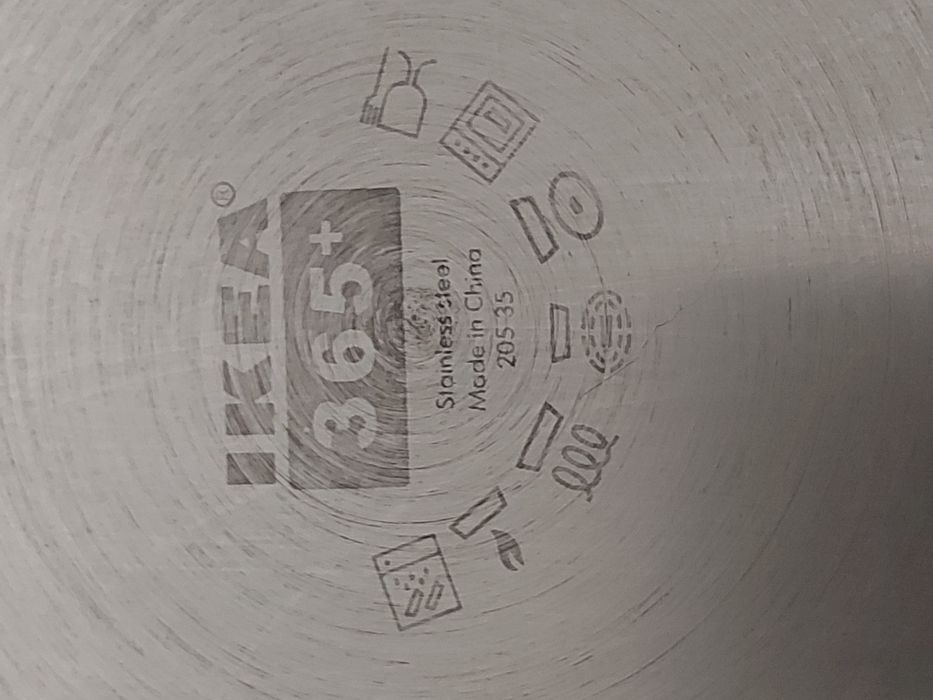 IKEA®
365+
Stainless steel
Made in China
205-35